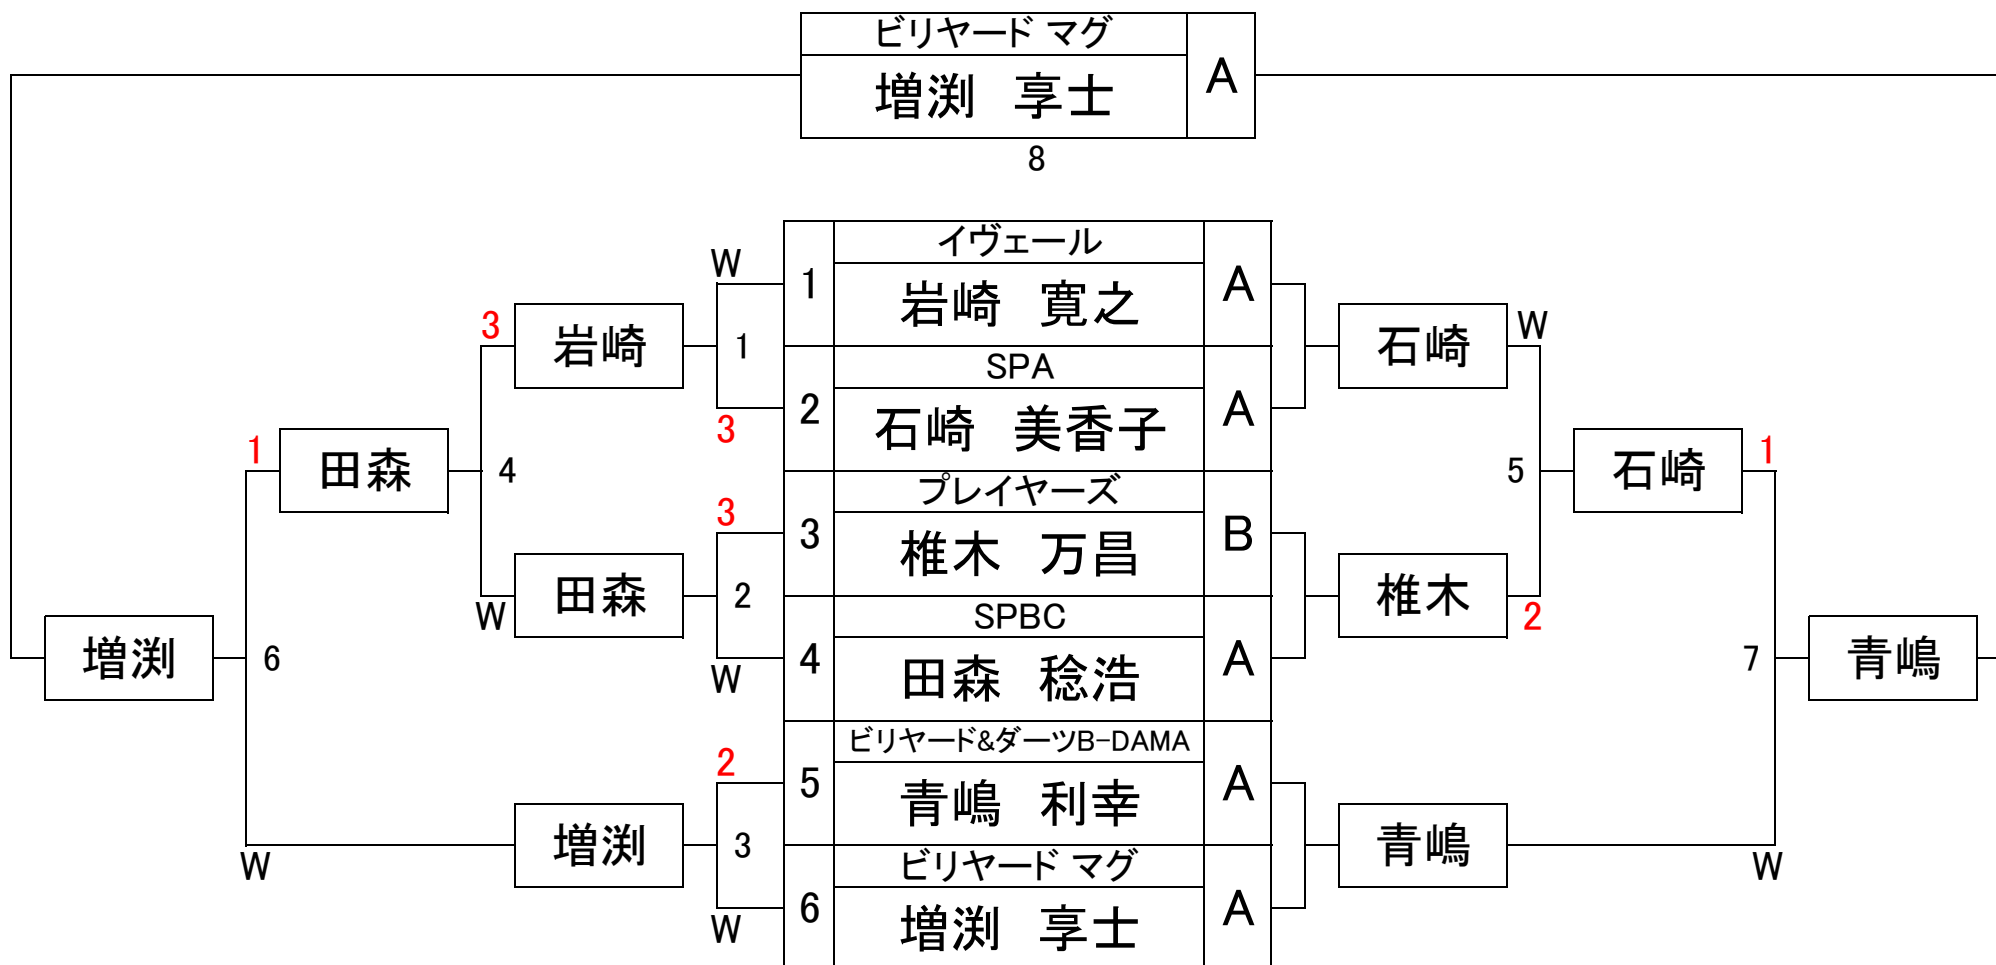 ビリヤード マグ
増渕 享士
A
8
イヴェール
W
1
岩崎 寛之
A
3
岩崎
1
石崎
W
SPA
2
石崎 美香子
A
3
1
田森
4
5
石崎
1
プレイヤーズ
3
3
椎木 万昌
B
W
田森
2
椎木
2
SPBC
4
田森 稔浩
A
W
増渕
6
7
青嶋
ビリヤード&ダーツB-DAMA
2
5
青嶋 利幸
A
W
増渕
3
青嶋
W
ビリヤード マグ
6
増渕 享士
A
W